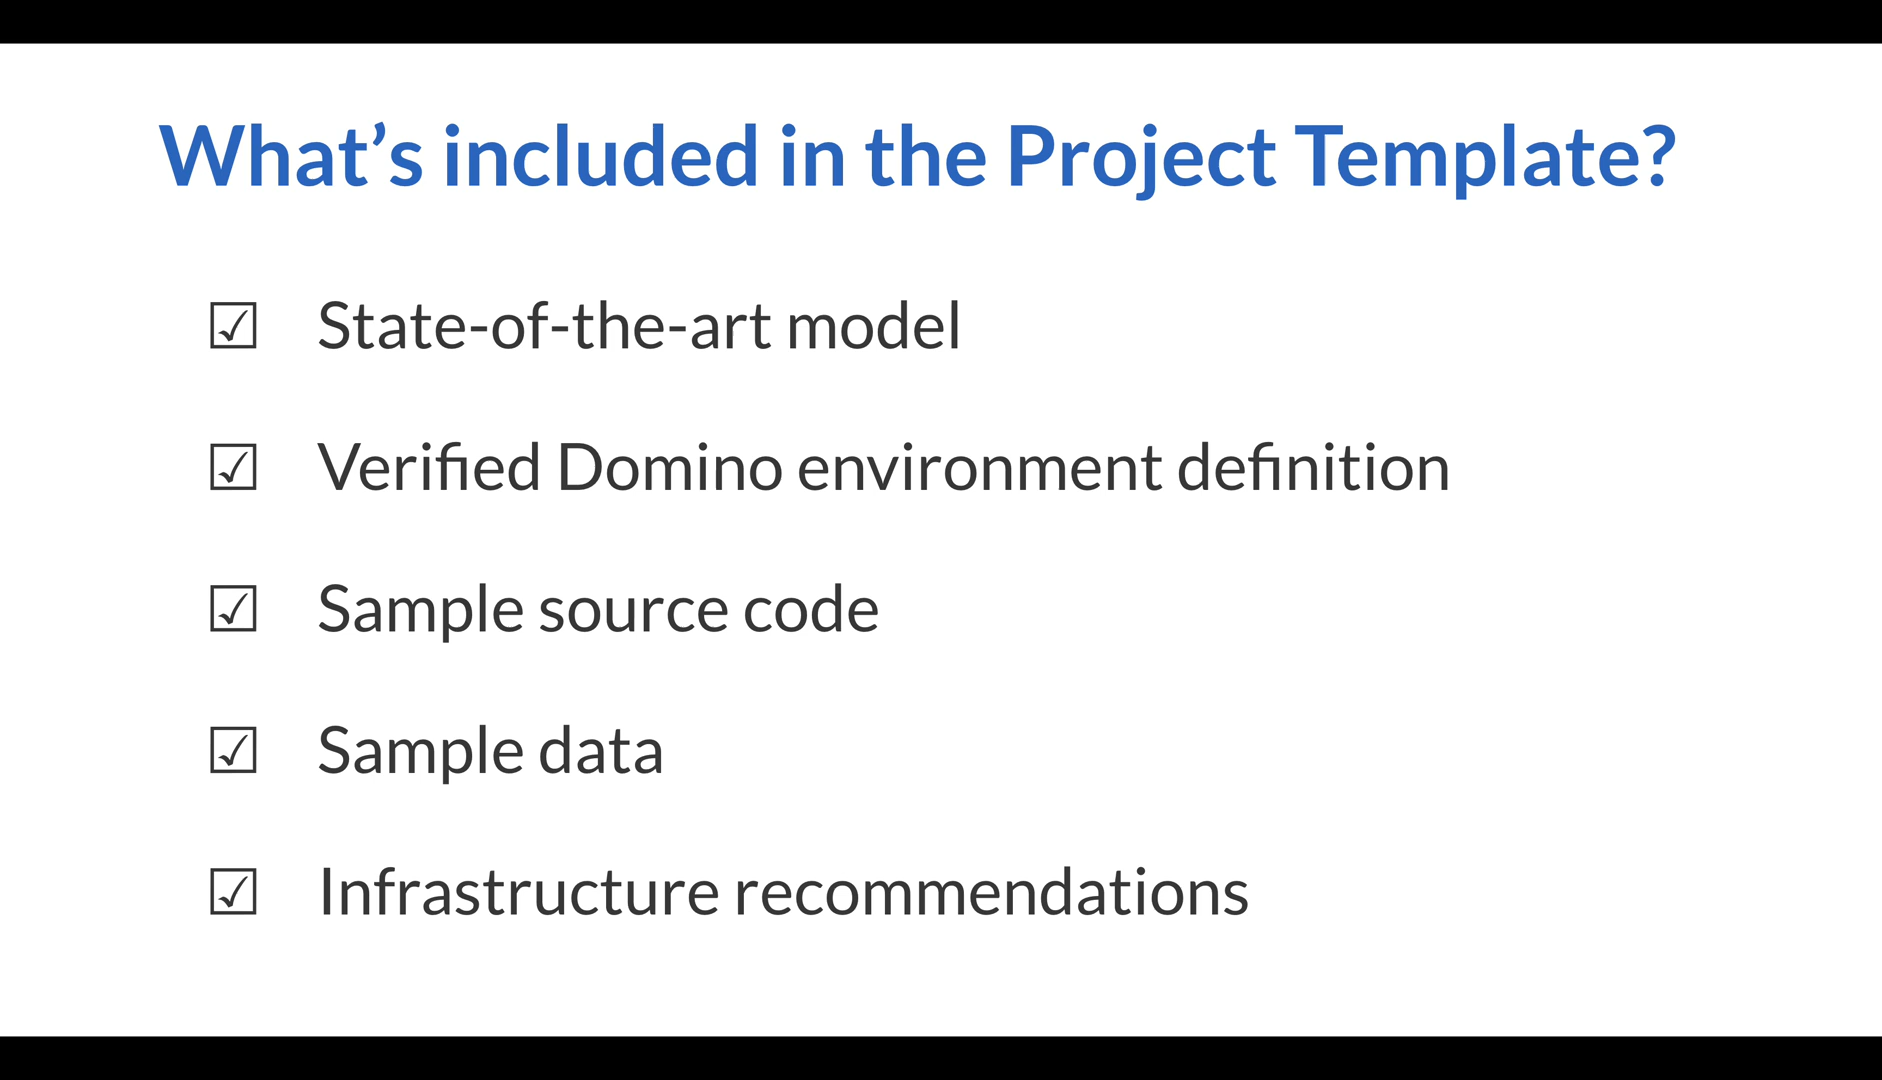 What’s included in the Project Template?
☑ State-of-the-art model
☑ Verified Domino environment definition
☑ Sample source code
☑ Sample data
☑ Infrastructure recommendations